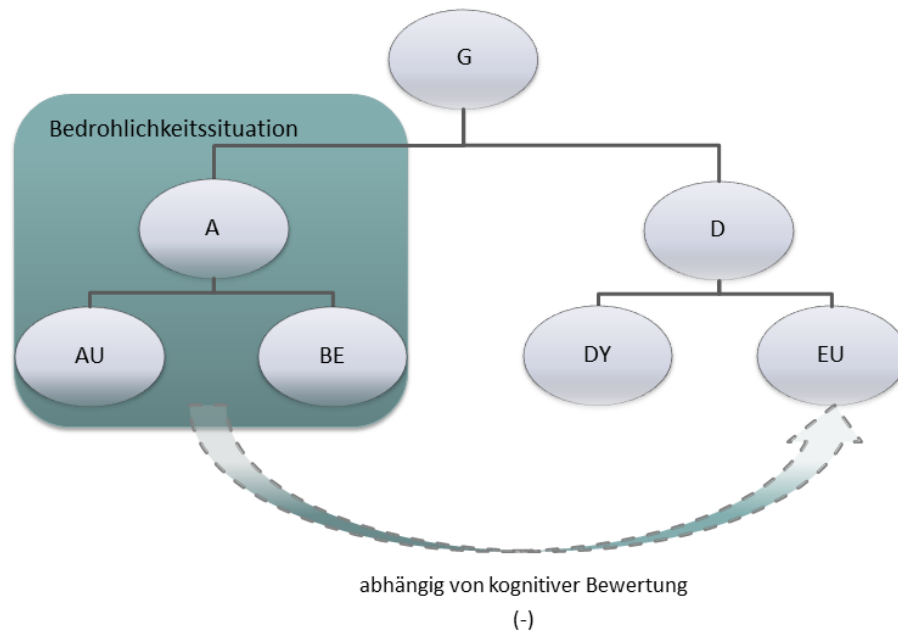 G
Bedrohlichkeitssituation
A
D
AU
BE
DY
EU
abhängig von kognitiver Bewertung
(-)